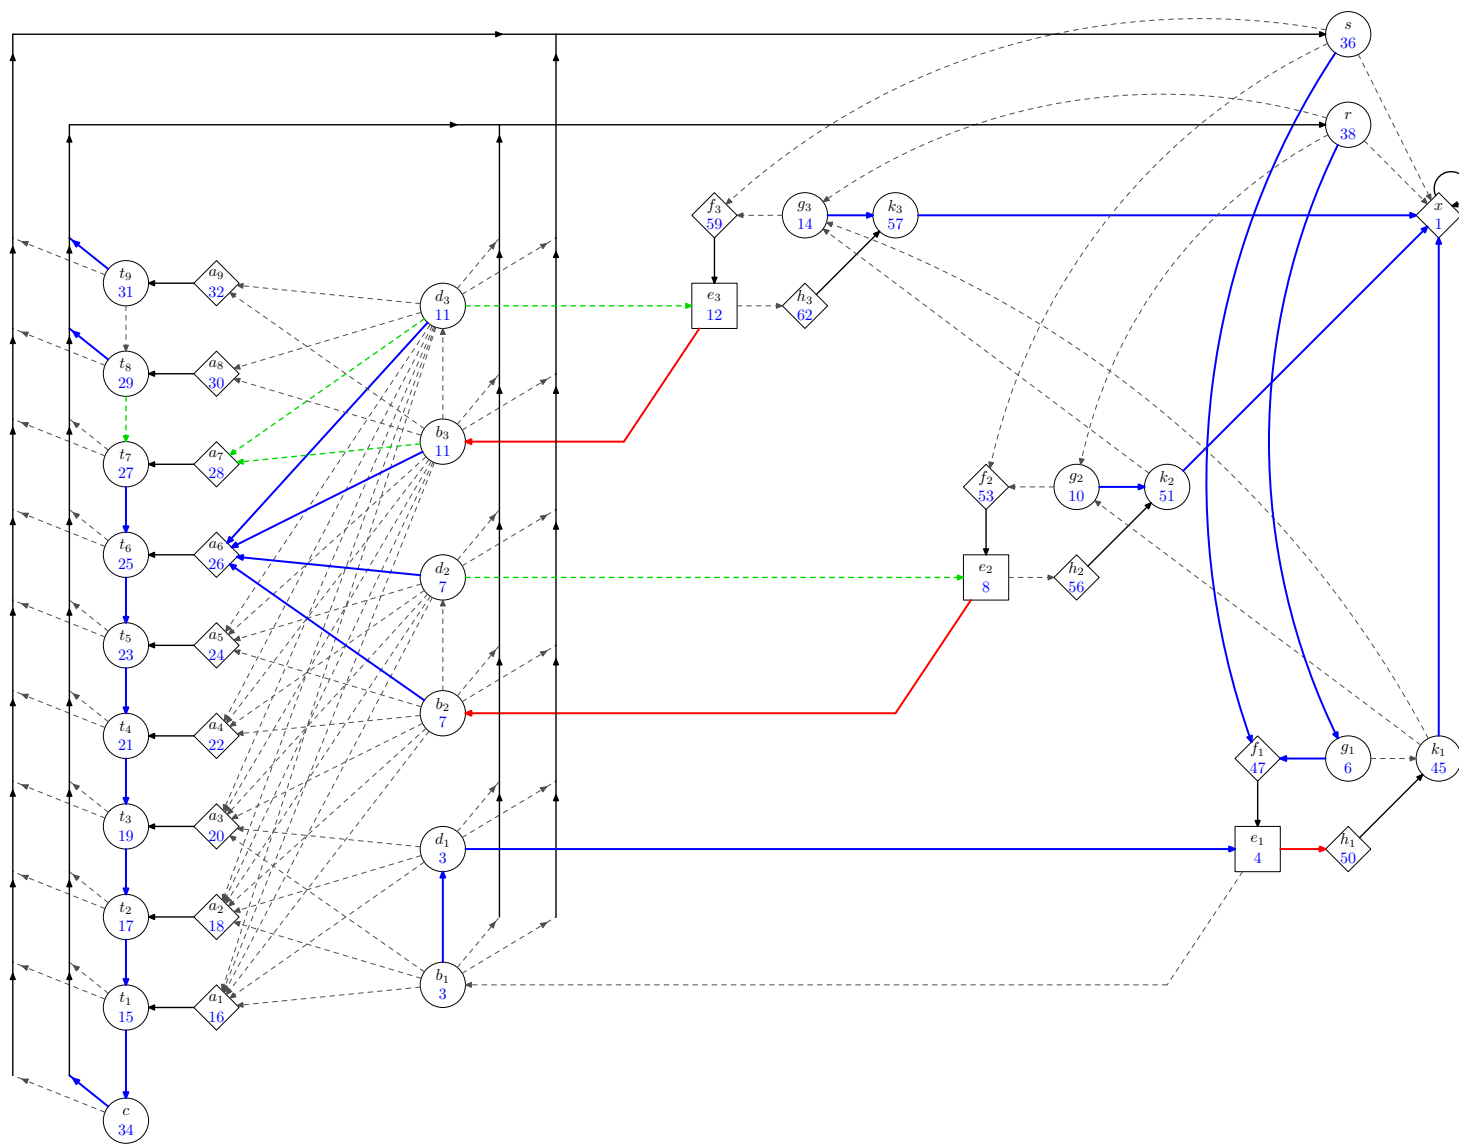 s
36
r
38
f₃
59
g₃
14
k₃
57
x
1
t₉
31
a₉
32
d₃
11
e₃
12
h₃
62
t₈
29
a₈
30
b₃
11
t₇
27
a₇
28
f₂
53
g₂
10
k₂
51
t₆
25
a₆
26
d₂
7
e₂
8
h₂
56
t₅
23
a₅
24
b₂
7
t₄
21
a₄
22
f₁
47
g₁
6
k₁
45
t₃
19
a₃
20
d₁
3
e₁
4
h₁
50
t₂
17
a₂
18
b₁
3
t₁
15
a₁
16
c
34